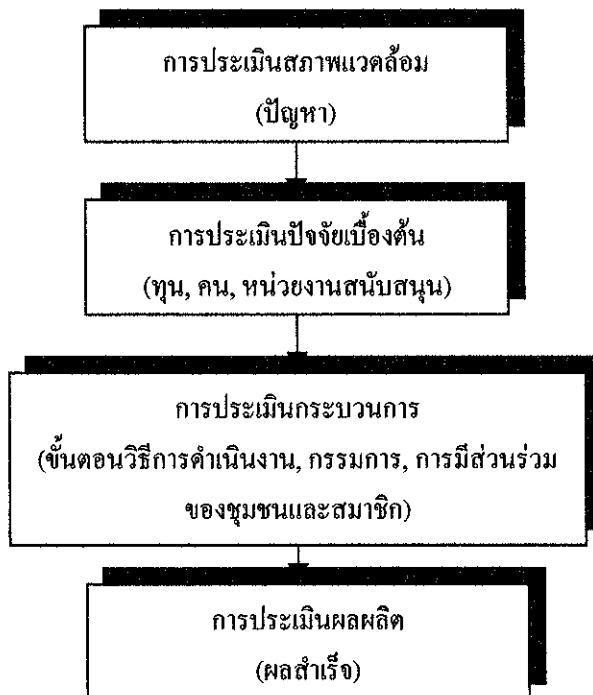 การประเมินสภาพแวดล้อม
(ปัญหา)
การประเมินปัจจัยเบื้องต้น
(ทุน, คน, หน่วยงานสนับสนุน)
การประเมินกระบวนการ
(ขั้นตอนวิธีการดำเนินงาน, กรรมการ, การมีส่วนร่วม
ของชุมชนและสมาชิก)
การประเมินผลผลิต
(ผลสำเร็จ)